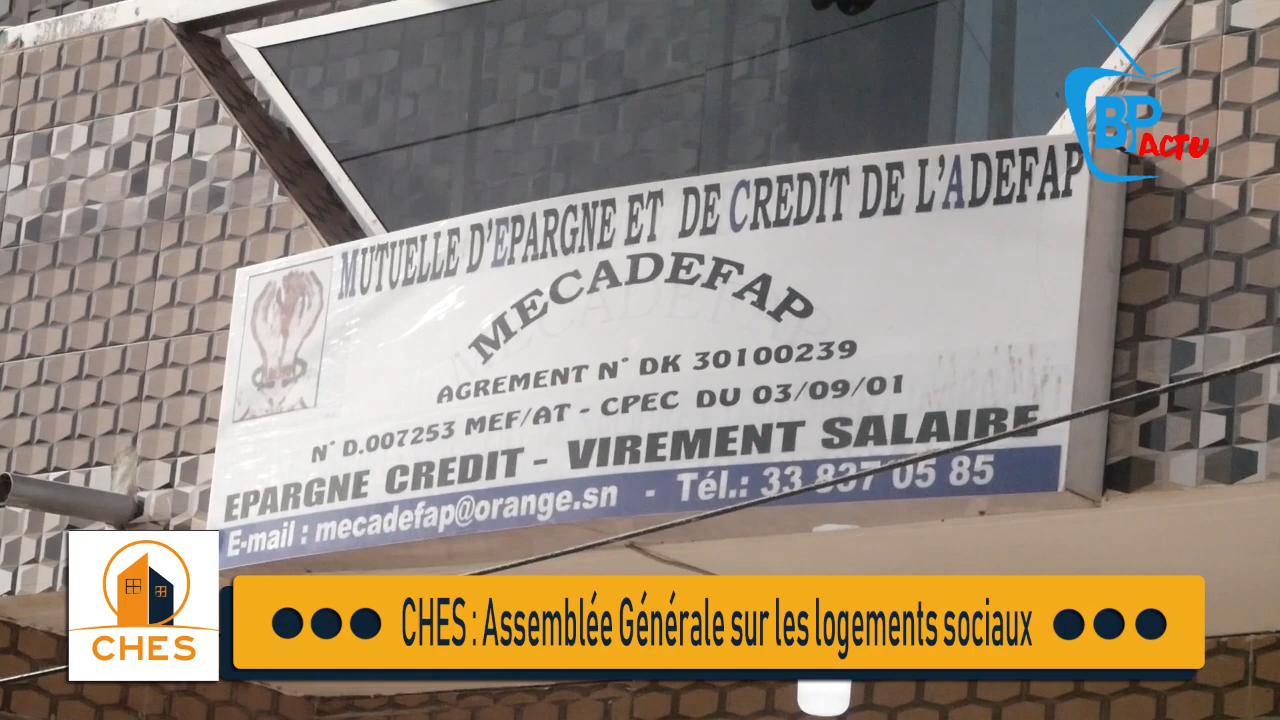 BP
ACTU
MUTUELLE D'EPARGNE ET DE CREDIT DE L'ADEFAP
MECADEFAP
AGREMENT N° DK 30100239
N° D.007253 MEF/AT - CPEC DU 03/09/01
EPARGNE CREDIT - VIREMENT SALAIRE
E-mail : mecadefap@orange.sn - Tél.: 33 837 05 85
CHES
CHES : Assemblée Générale sur les logements sociaux